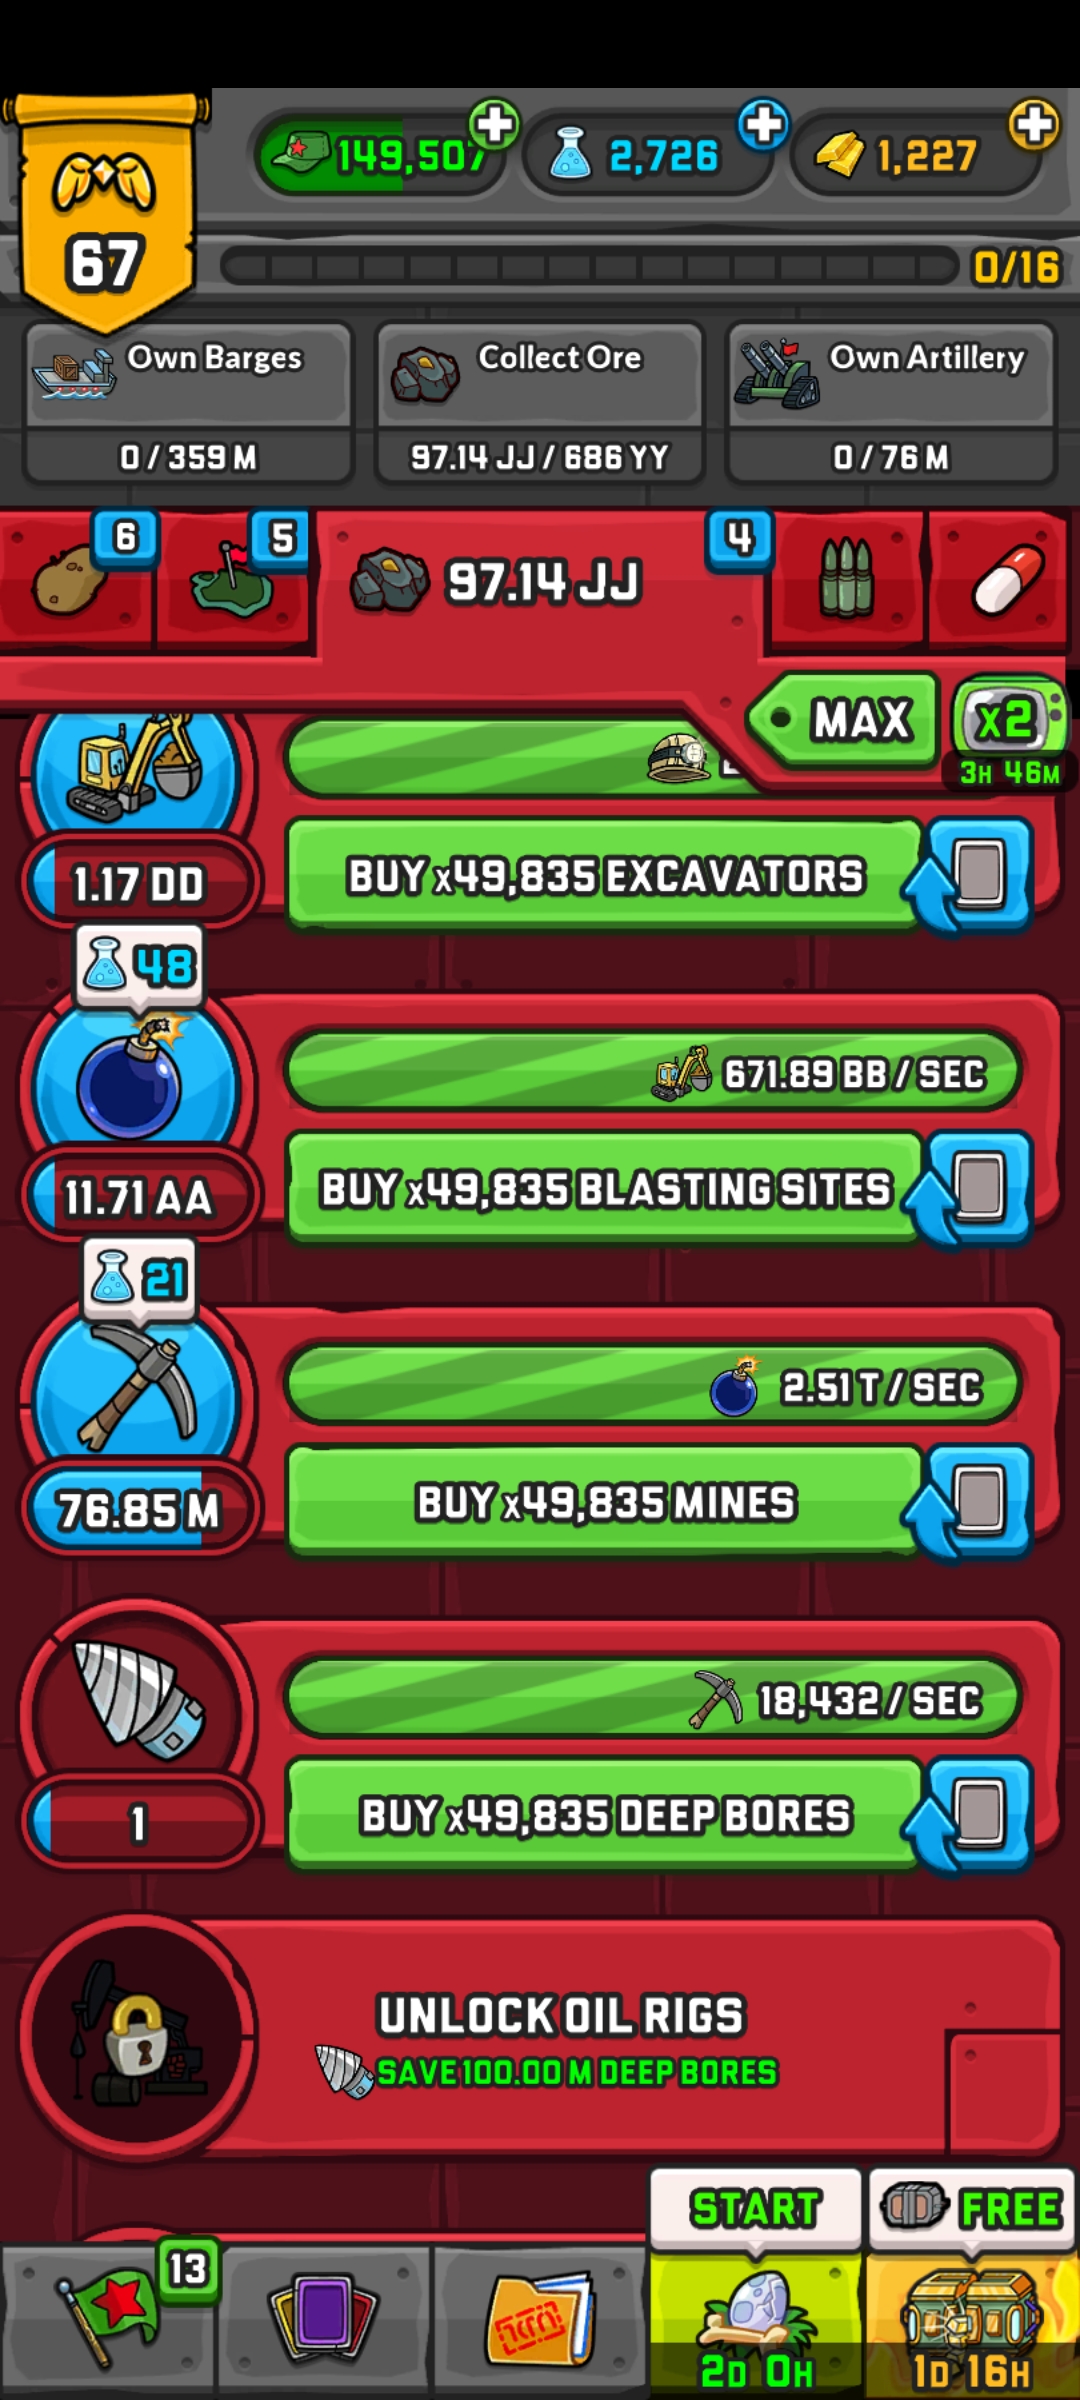 149,507
2,726
1,227
67
0/16
Own Barges
0 / 359 M
Collect Ore
97.14 JJ / 686 YY
Own Artillery
0 / 76 M
6
5
97.14 JJ
4
MAX
x2
3H 46M
1.17 DD
BUY x49,835 EXCAVATORS
48
671.89 BB / SEC
11.71 AA
BUY x49,835 BLASTING SITES
21
2.51 T / SEC
76.85 M
BUY x49,835 MINES
18,432 / SEC
1
BUY x49,835 DEEP BORES
UNLOCK OIL RIGS
SAVE 100.00 M DEEP BORES
START
FREE
13
2D 0H
1D 16H